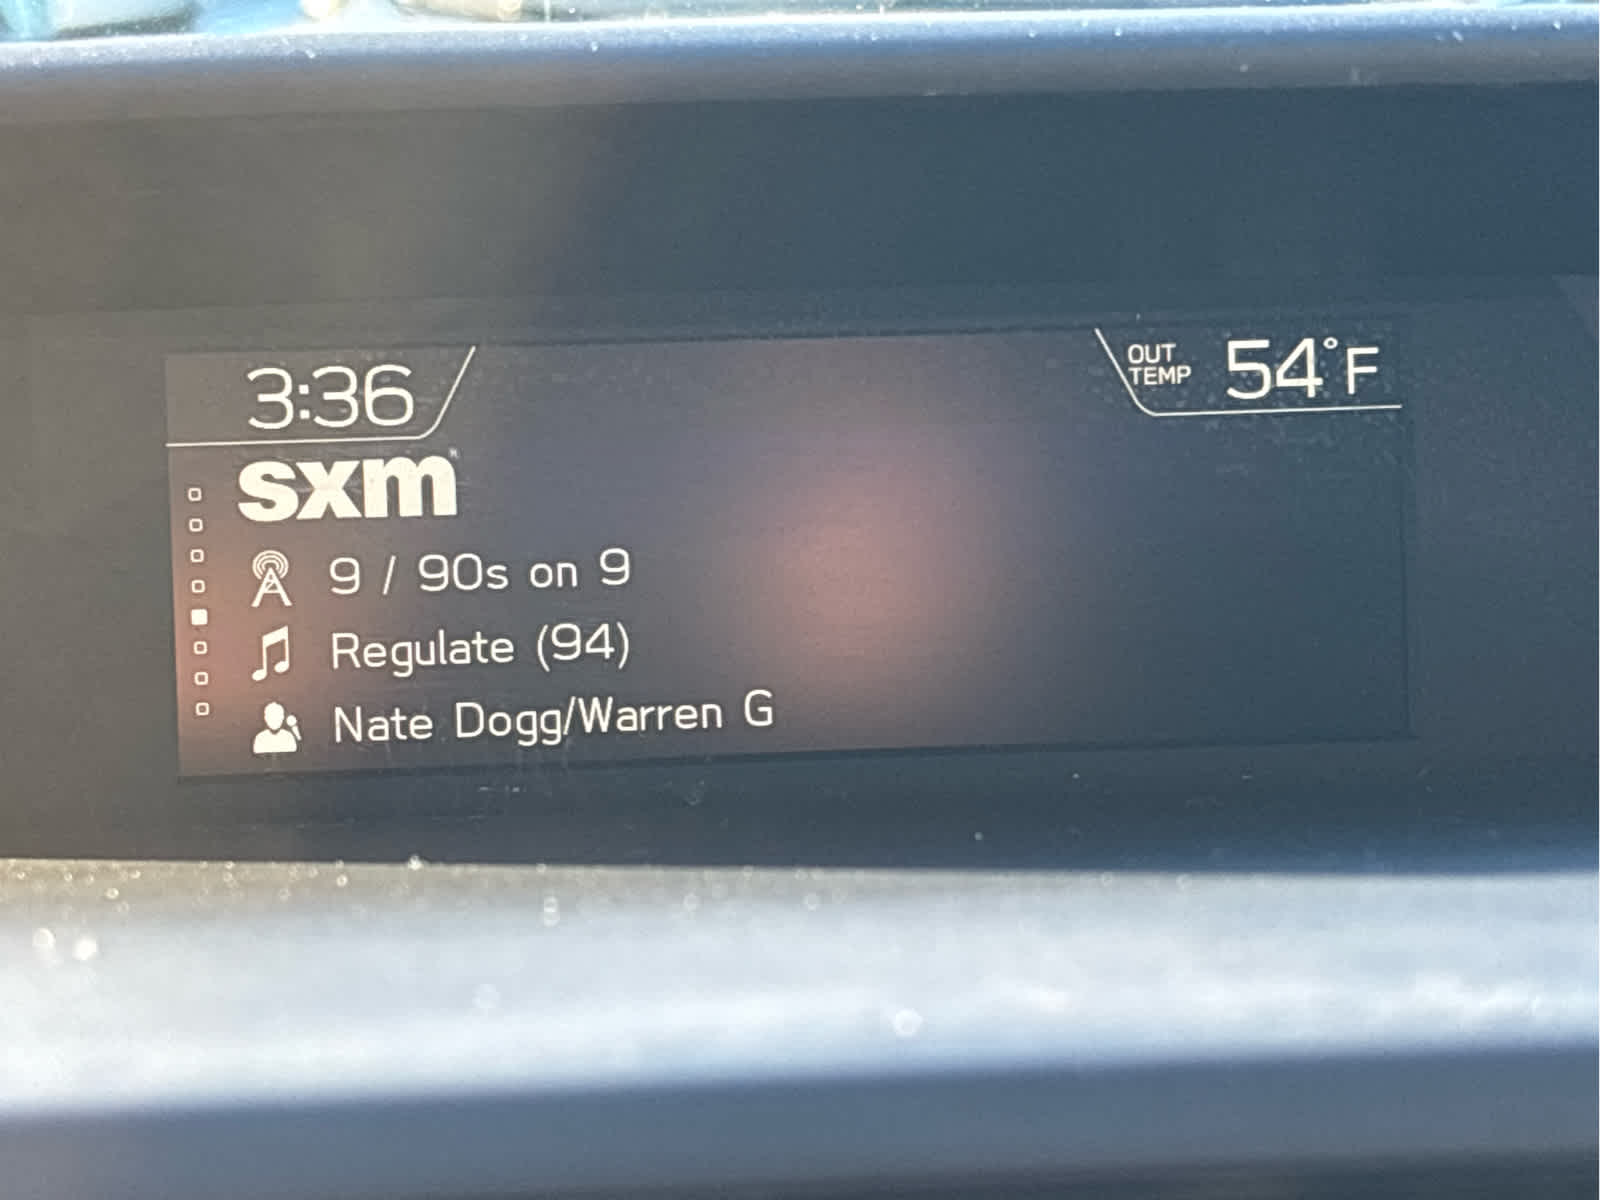 3:36
OUT
TEMP
54°F
sxm
9 / 90s on 9
Regulate (94)
Nate Dogg/Warren G